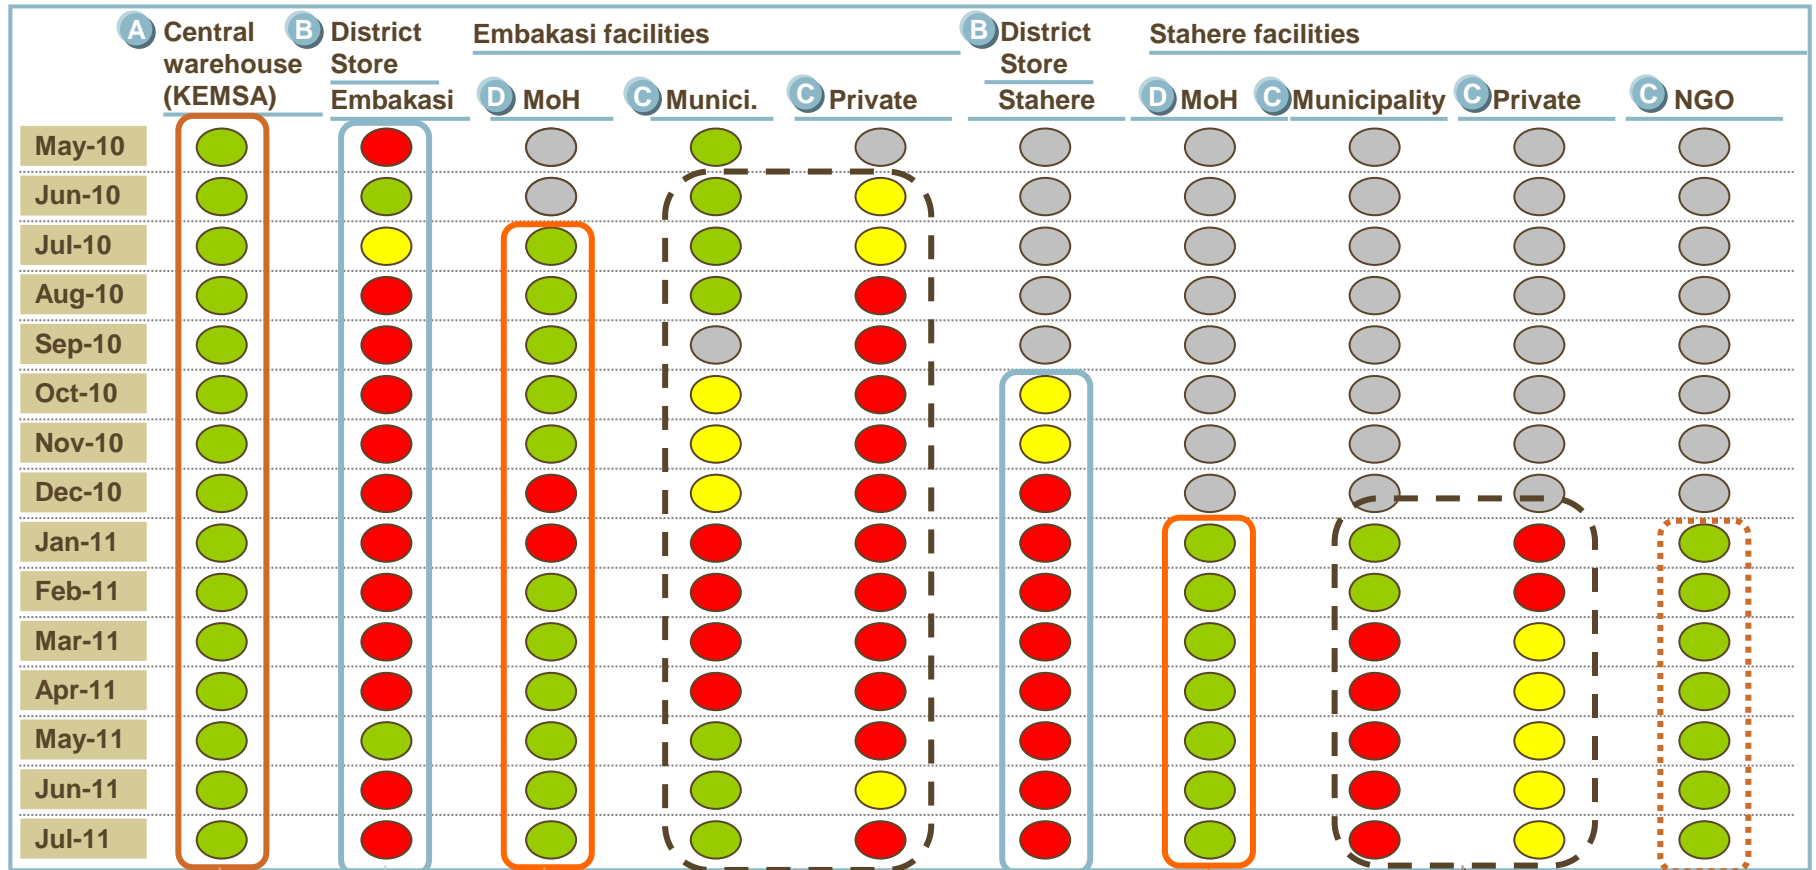 A Central warehouse (KEMSA)
B District Store
Embakasi
Embakasi facilities
D MoH
C Munici.
C Private
B District Store
Stahere
Stahere facilities
D MoH
C Municipality
C Private
C NGO
May-10
Jun-10
Jul-10
Aug-10
Sep-10
Oct-10
Nov-10
Dec-10
Jan-11
Feb-11
Mar-11
Apr-11
May-11
Jun-11
Jul-11